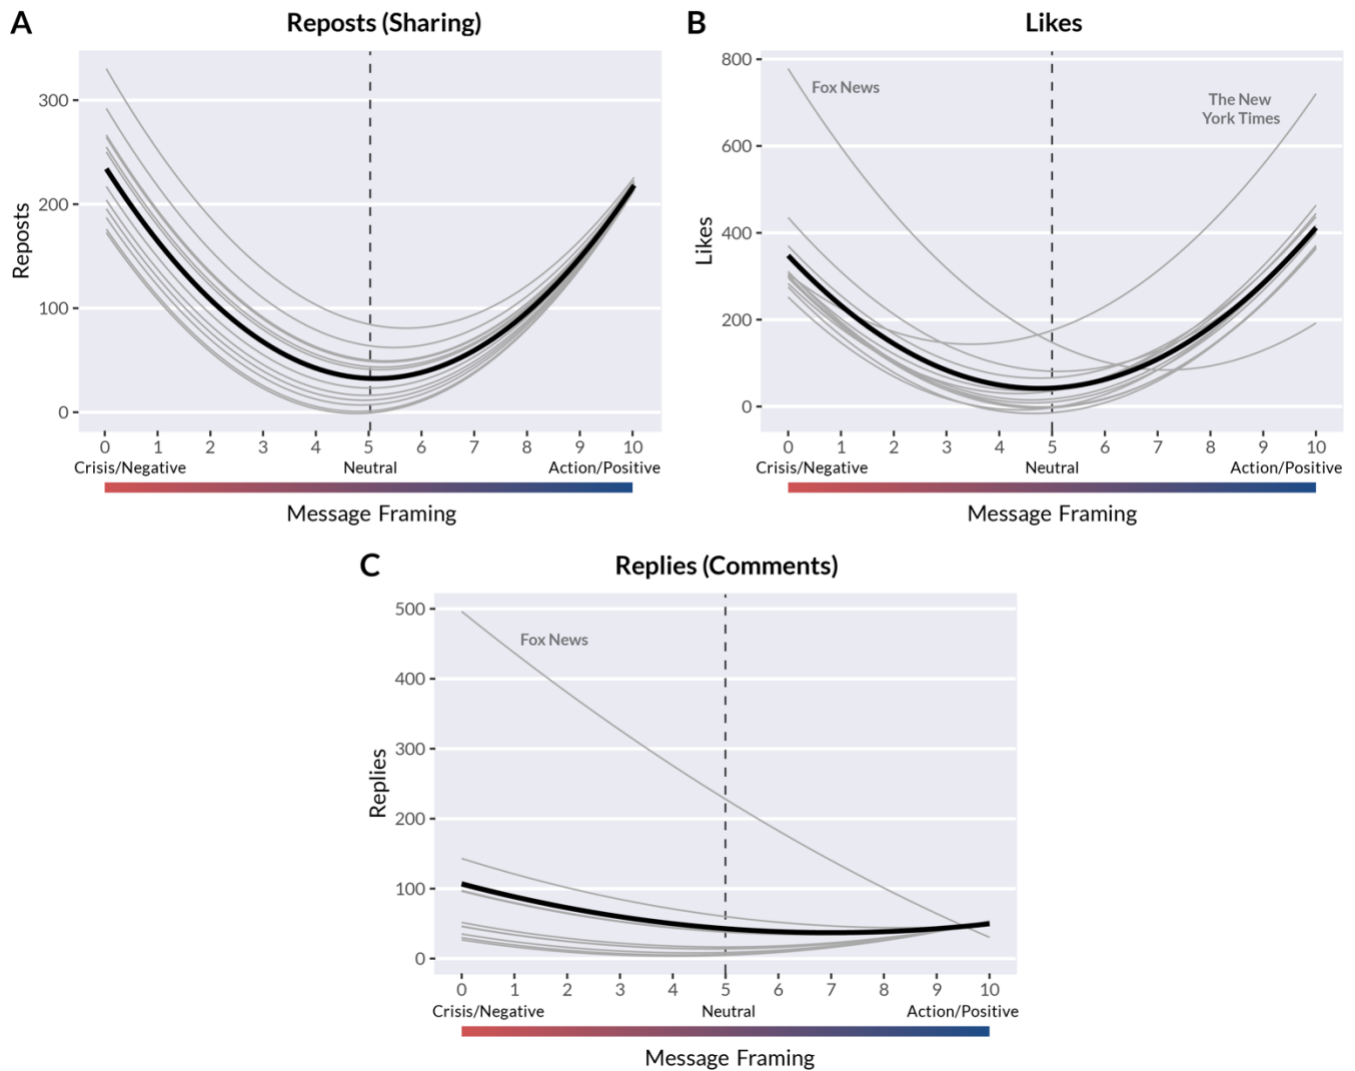 A
Reposts (Sharing)
Reposts
300
200
100
0
0 1 2 3 4 5 6 7 8 9 10
Crisis/Negative Neutral Action/Positive
Message Framing
B
Likes
Likes
800
600
400
200
0
Fox News
The New
York Times
0 1 2 3 4 5 6 7 8 9 10
Crisis/Negative Neutral Action/Positive
Message Framing
C
Replies (Comments)
Replies
500
400
300
200
100
0
Fox News
0 1 2 3 4 5 6 7 8 9 10
Crisis/Negative Neutral Action/Positive
Message Framing